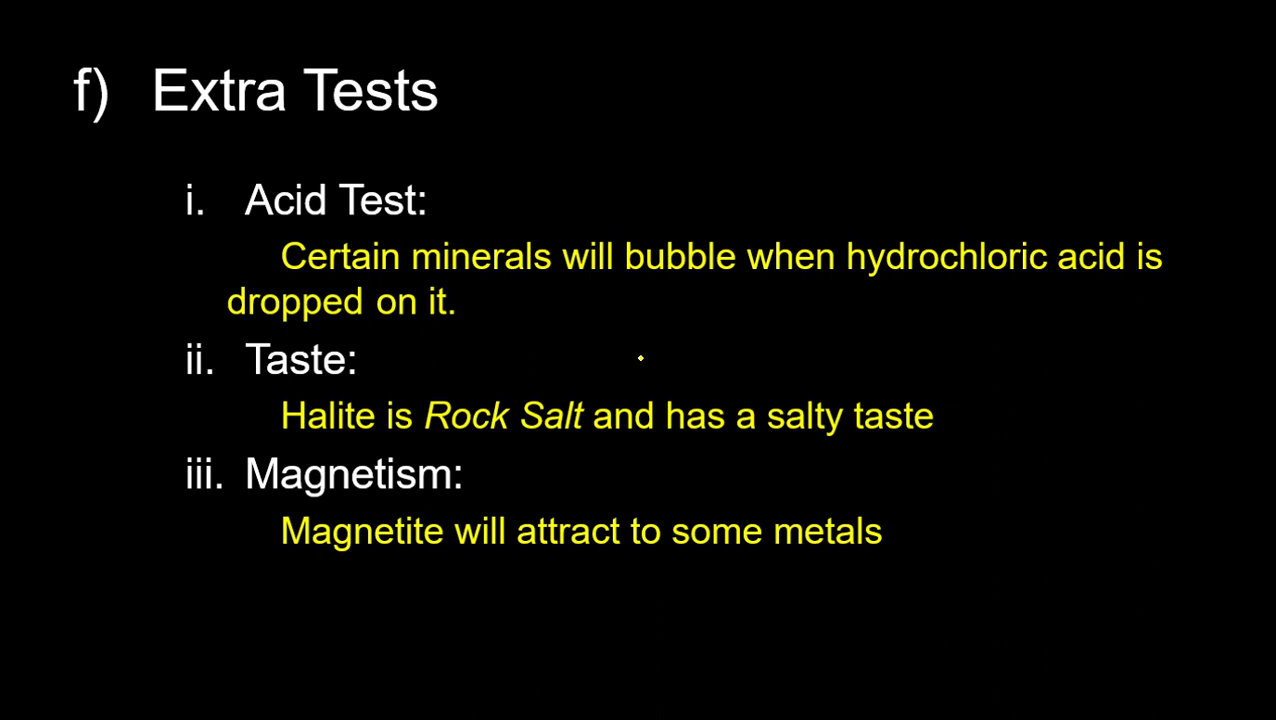 f) Extra Tests
i. Acid Test:
Certain minerals will bubble when hydrochloric acid is
dropped on it.
ii. Taste:
Halite is Rock Salt and has a salty taste
iii. Magnetism:
Magnetite will attract to some metals